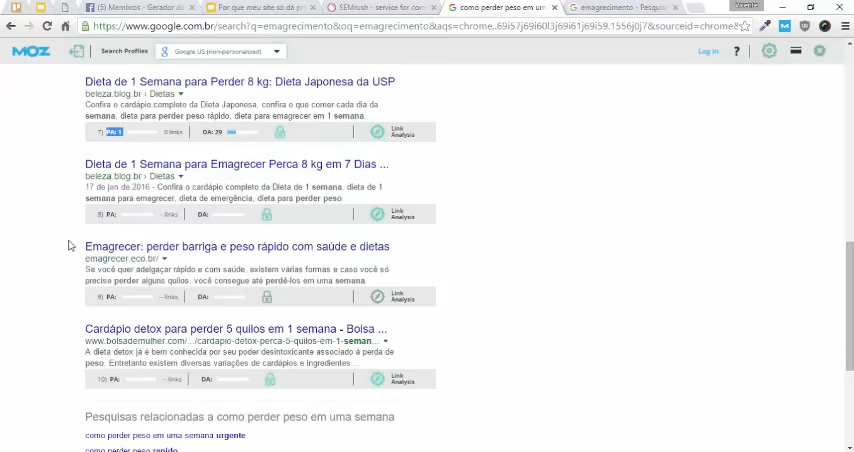 (5) Membros - Gerador de
Por que meu site só dá pr
SEMrush - service for com
como perder peso em um
emagrecimento - Pesquis
Vicente
https://www.google.com.br/search?q=emagrecimento&oq=emagrecimento&aqs=chrome..69i57j69i60l3j69i61j69i59.1556j0j7&sourceid=chrome&
MOZ
Search Profiles
Google US (non-personalized)
Log in
?
Dieta de 1 Semana para Perder 8 kg: Dieta Japonesa da USP
beleza.blog.br › Dietas
Confira o cardápio completo da Dieta Japonesa, confira o que comer cada dia da
semana, dieta para perder peso rápido, dieta para emagrecer em 1 semana.
7) PA: 1 0 links DA: 29 Link Analysis
Dieta de 1 Semana para Emagrecer Perca 8 kg em 7 Dias ...
beleza.blog.br › Dietas
17 de jan de 2016 - Confira o cardápio completo da Dieta de 1 semana, dieta de 1
semana para emagrecer, dieta de emergência, dieta para perder peso.
8) PA: -- links DA: Link Analysis
Emagrecer: perder barriga e peso rápido com saúde e dietas
emagrecer.eco.br/
Se você quer adelgaçar rápido e com saúde, existem várias formas e caso você só
precise perder alguns quilos, você consegue até perdê-los em uma semana.
9) PA: -- links DA: Link Analysis
Cardápio detox para perder 5 quilos em 1 semana - Bolsa ...
www.bolsademulher.com/.../cardapio-detox-perca-5-quilos-em-1-seman...
A dieta detox já é bem conhecida por seu poder desintoxicante associado à perda de
peso. Entretanto existem diversas variações de cardápios e ingredientes ...
10) PA: -- links DA: Link Analysis
Pesquisas relacionadas a como perder peso em uma semana
como perder peso em uma semana urgente
como perder peso rapido